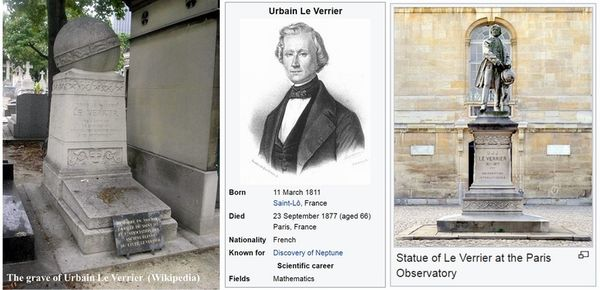 LE VERRIER
The grave of Urbain Le Verrier (Wikipedia)
Urbain Le Verrier
Born 11 March 1811
Saint-Lô, France
Died 23 September 1877 (aged 66)
Paris, France
Nationality French
Known for Discovery of Neptune
Scientific career
Fields Mathematics
LE VERRIER
Statue of Le Verrier at the Paris
Observatory